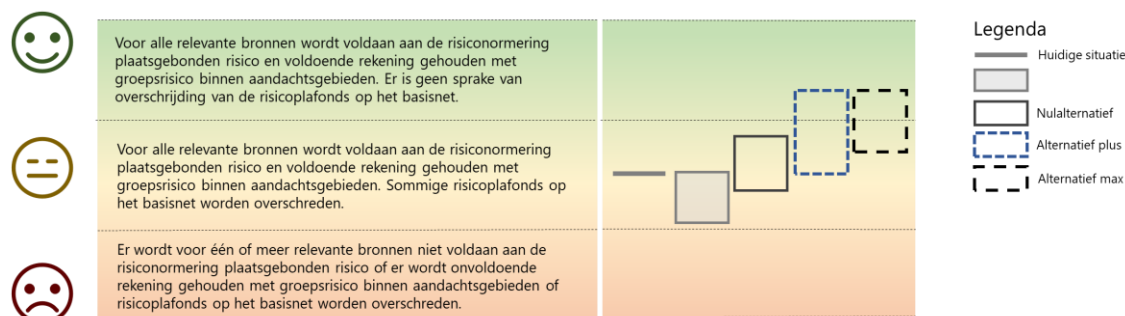 Voor alle relevante bronnen wordt voldaan aan de risiconormering
plaatsgebonden risico en voldoende rekening gehouden met
groepsrisico binnen aandachtsgebieden. Er is geen sprake van
overschrijding van de risicoplafonds op het basisnet.
Voor alle relevante bronnen wordt voldaan aan de risiconormering
plaatsgebonden risico en voldoende rekening gehouden met
groepsrisico binnen aandachtsgebieden. Sommige risicoplafonds op
het basisnet worden overschreden.
Er wordt voor één of meer relevante bronnen niet voldaan aan de
risiconormering plaatsgebonden risico of er wordt onvoldoende
rekening gehouden met groepsrisico binnen aandachtsgebieden of
risicoplafonds op het basisnet worden overschreden.
Legenda
Huidige situatie
Nulalternatief
Alternatief plus
Alternatief max